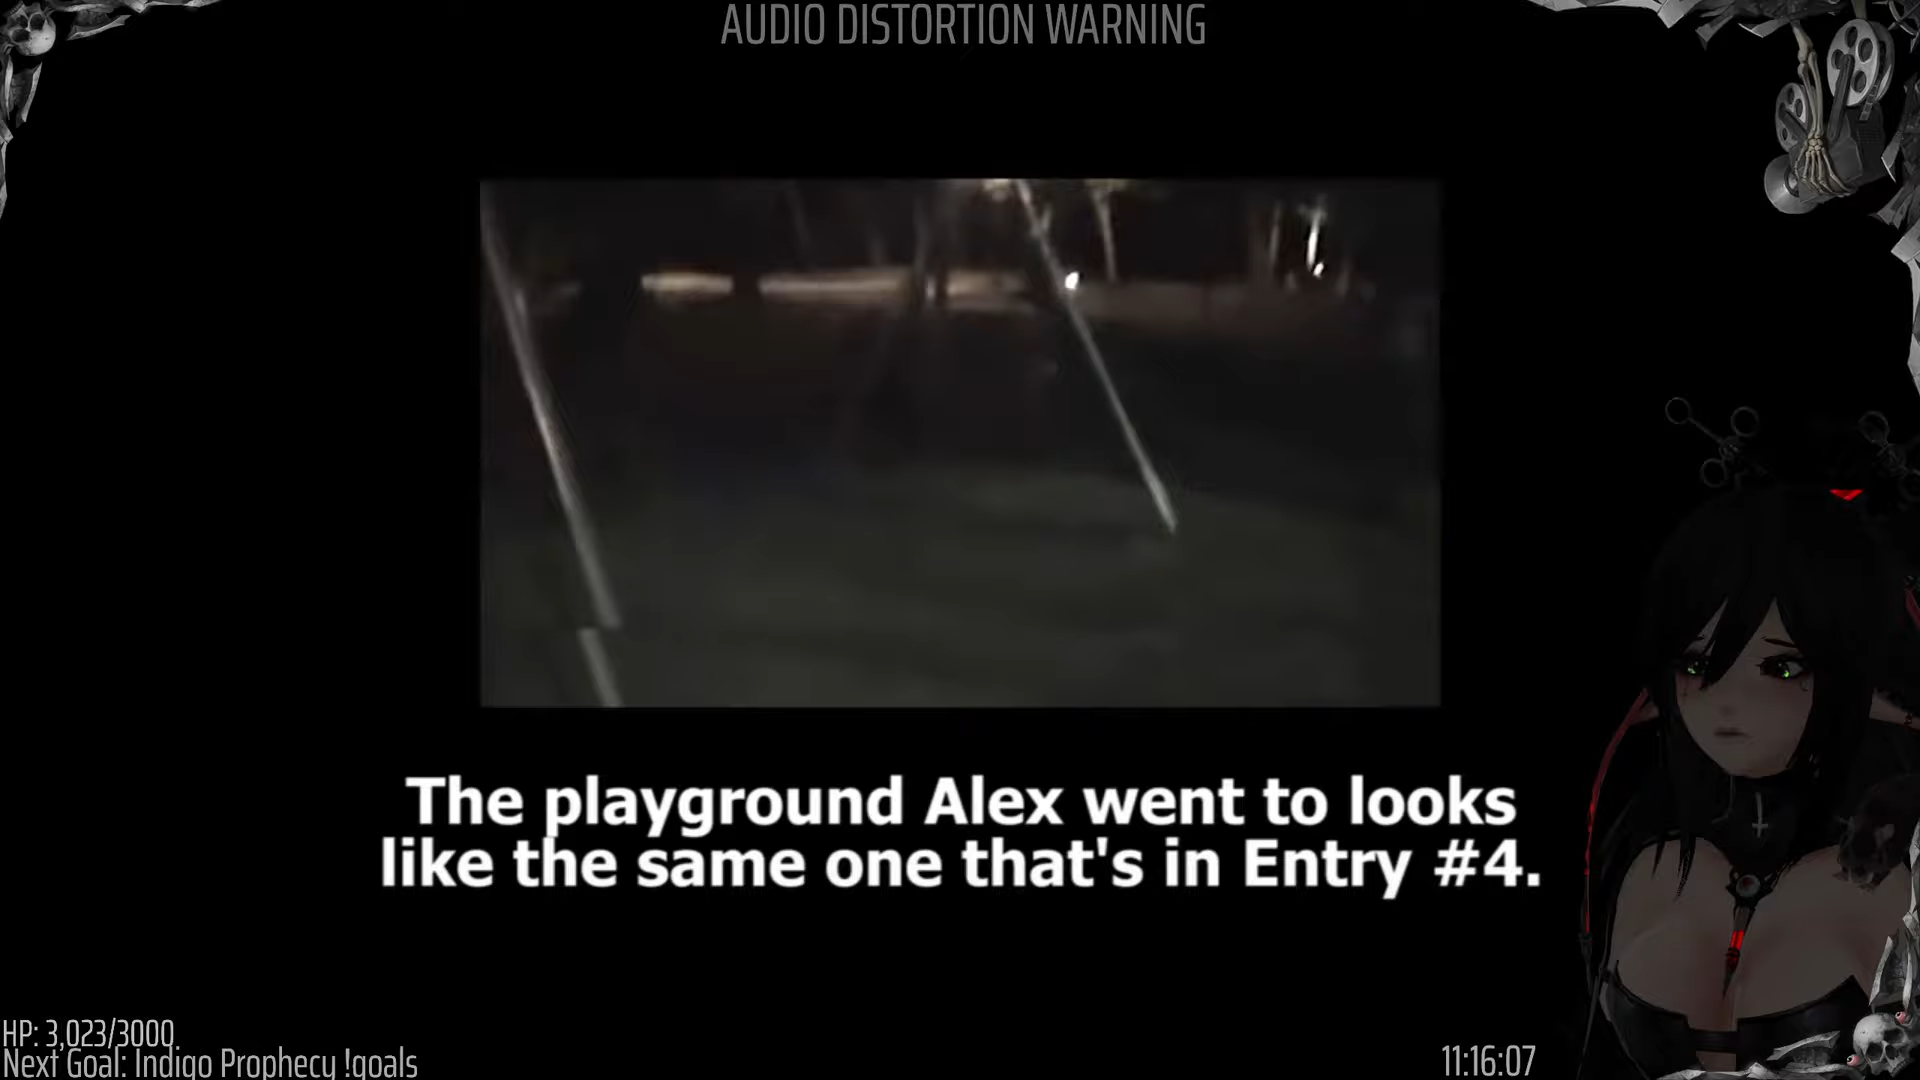 AUDIO DISTORTION WARNING
The playground Alex went to looks
like the same one that's in Entry #4.
HP: 3,023/3000
Next Goal: Indigo Prophecy !goals
11:16:07